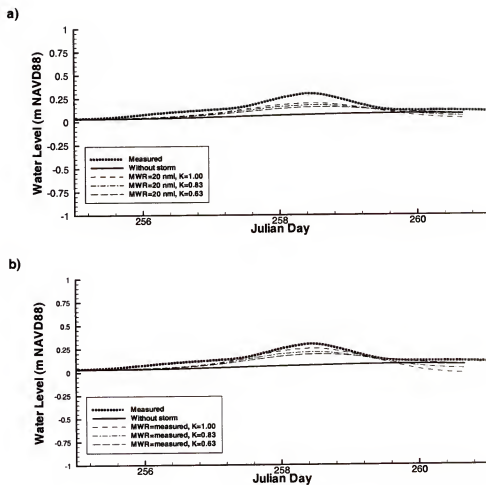 a)
Water Level (m NAVD88)
1
0.75
0.5
0.25
0
-0.25
-0.5
-0.75
-1
Measured
Without storm
MWR=20 nmi, K=1.00
MWR=20 nmi, K=0.83
MWR=20 nmi, K=0.63
256
258
260
Julian Day
b)
Water Level (m NAVD88)
1
0.75
0.5
0.25
0
-0.25
-0.5
-0.75
-1
Measured
Without storm
MWR=measured, K=1.00
MWR=measured, K=0.83
MWR=measured, K=0.63
256
258
260
Julian Day